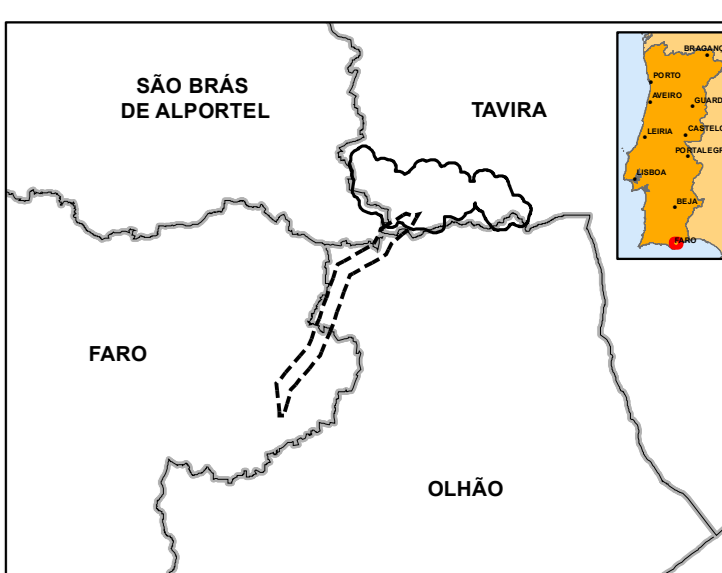 SÃO BRÁS
DE ALPORTEL
TAVIRA
FARO
OLHÃO
PORTO
AVEIRO
LEIRIA
LISBOA
BEJA
FARO